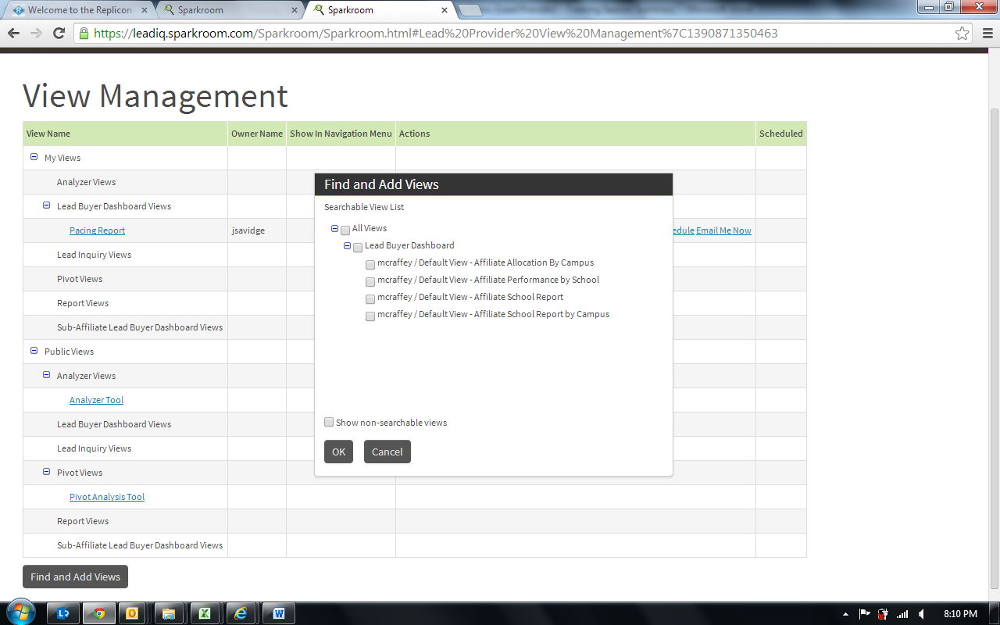 Welcome to the Replicon
Sparkroom
Sparkroom
https://leadiq.sparkroom.com/Sparkroom/Sparkroom.html#Lead%20Provider%20View%20Management%7C1390871350463
View Management
View Name Owner Name Show In Navigation Menu Actions Scheduled
My Views
Analyzer Views
Lead Buyer Dashboard Views
Pacing Report jsavidge edule Email Me Now
Lead Inquiry Views
Pivot Views
Report Views
Sub-Affiliate Lead Buyer Dashboard Views
Public Views
Analyzer Views
Analyzer Tool
Lead Buyer Dashboard Views
Lead Inquiry Views
Pivot Views
Pivot Analysis Tool
Report Views
Sub-Affiliate Lead Buyer Dashboard Views
Find and Add Views
Find and Add Views
Searchable View List
All Views
Lead Buyer Dashboard
mcraffey / Default View - Affiliate Allocation By Campus
mcraffey / Default View - Affiliate Performance by School
mcraffey / Default View - Affiliate School Report
mcraffey / Default View - Affiliate School Report by Campus
Show non-searchable views
OK Cancel
8:10 PM